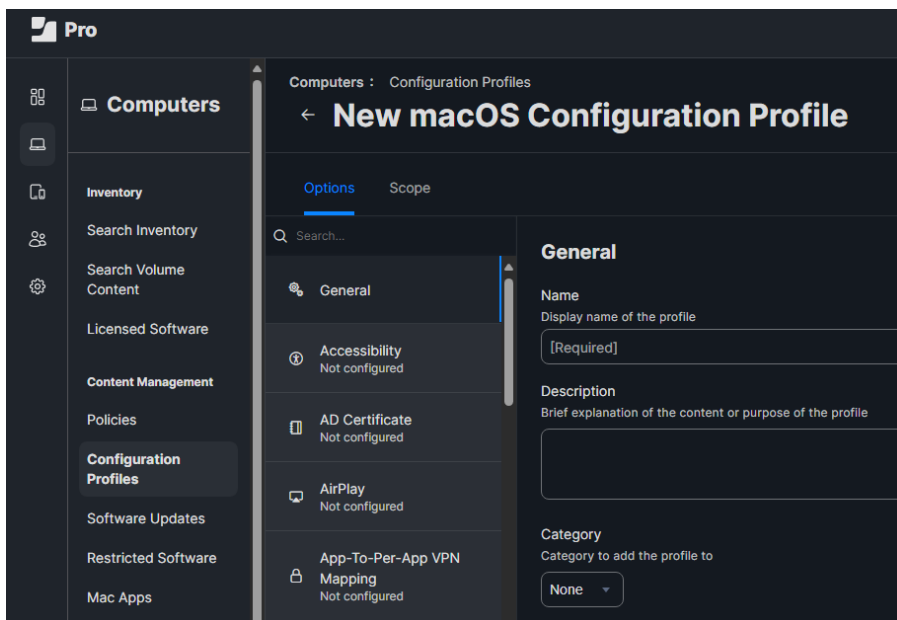 Pro
Computers
Inventory
Search Inventory
Search Volume
Content
Licensed Software
Content Management
Policies
Configuration
Profiles
Software Updates
Restricted Software
Mac Apps
Computers : Configuration Profiles
← New macOS Configuration Profile
Options Scope
Search...
General
Accessibility
Not configured
AD Certificate
Not configured
AirPlay
Not configured
App-To-Per-App VPN
Mapping
Not configured
General
Name
Display name of the profile
[Required]
Description
Brief explanation of the content or purpose of the profile
Category
Category to add the profile to
None